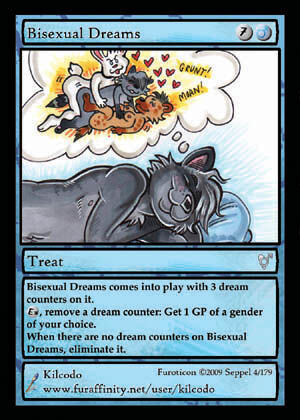 Bisexual Dreams 7
GRUNT!
MOAN!
Treat
Bisexual Dreams comes into play with 3 dream
counters on it.
, remove a dream counter: Get 1 GP of a gender
of your choice.
When there are no dream counters on Bisexual
Dreams, eliminate it.
Kilcodo Furoticon ©2009 Seppel 4/179
www.furaffinity.net/user/kilcodo